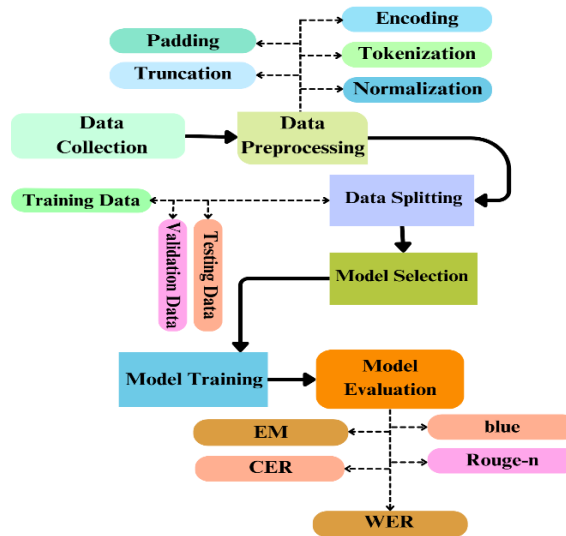 Encoding
Padding
Tokenization
Truncation
Normalization
Data
Collection
Data
Preprocessing
Training Data
Data Splitting
Validation Data
Testing Data
Model Selection
Model Training
Model
Evaluation
EM
blue
CER
Rouge-n
WER